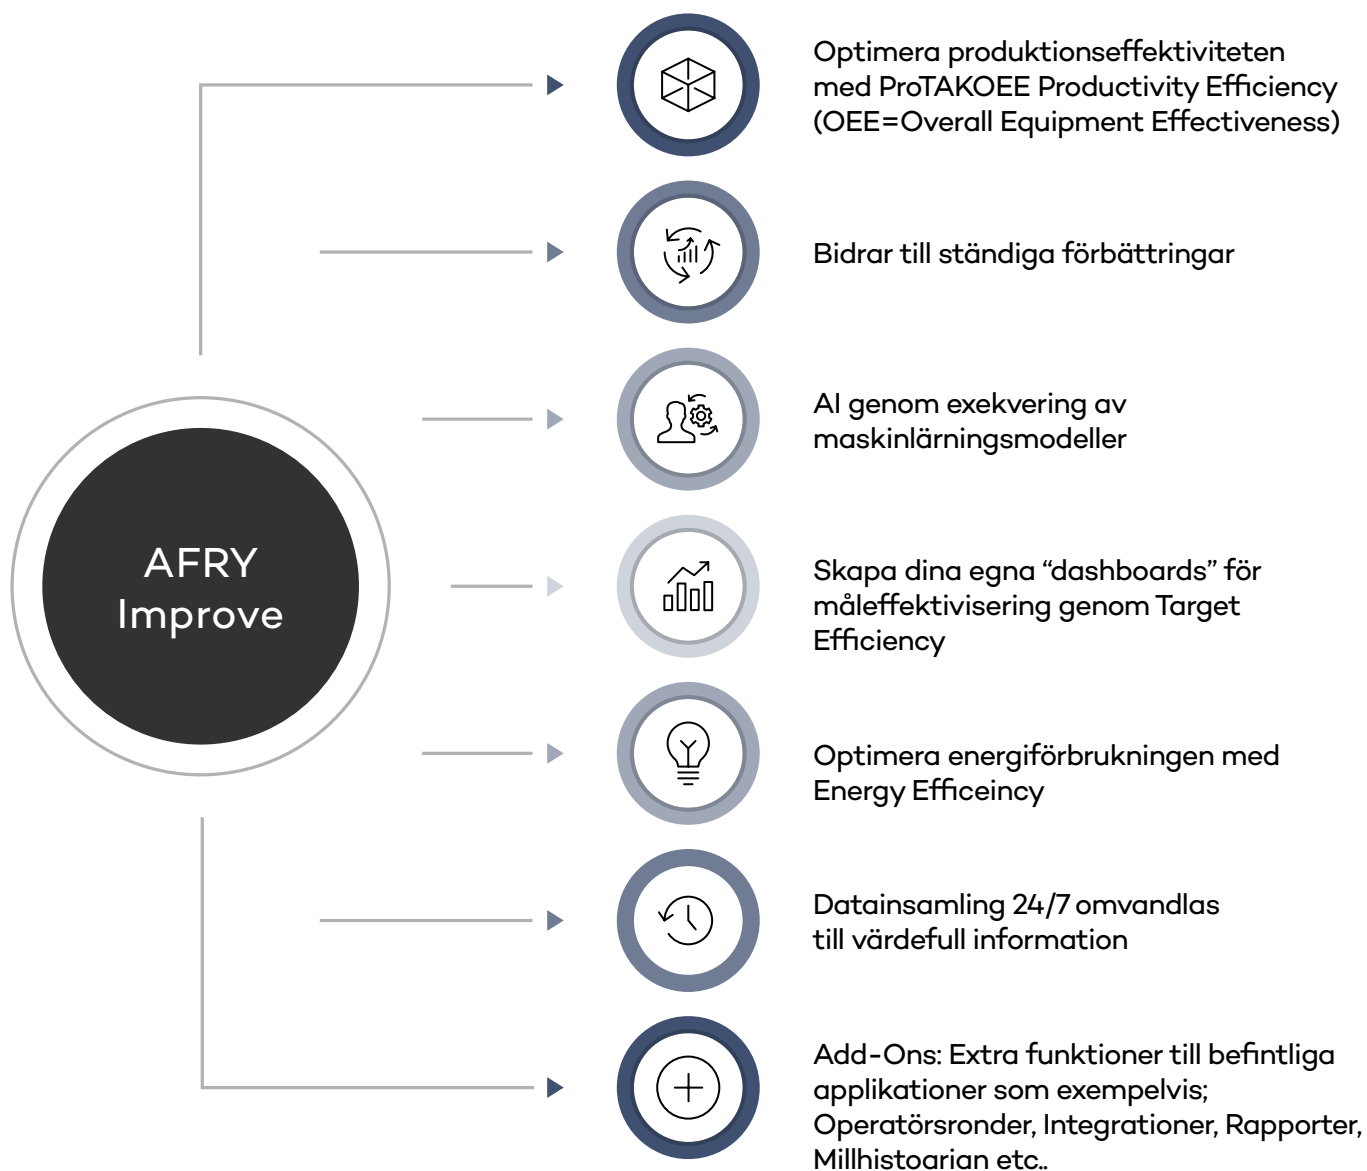 Optimera produktionseffektiviteten
med ProTAKOEE Productivity Efficiency
(OEE=Overall Equipment Effectiveness)
Bidrar till ständiga förbättringar
AI genom exekvering av
maskinlärningsmodeller
AFRY
Improve
Skapa dina egna “dashboards” för
måleffektivisering genom Target
Efficiency
Optimera energiförbrukningen med
Energy Efficeincy
Datainsamling 24/7 omvandlas
till värdefull information
Add-Ons: Extra funktioner till befintliga
applikationer som exempelvis;
Operatörsronder, Integrationer, Rapporter,
Millhistoarian etc..